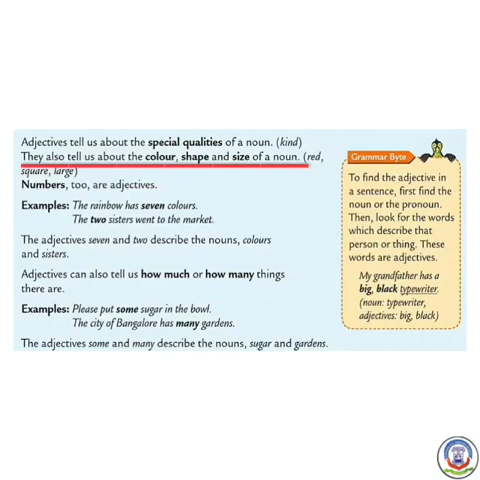 Adjectives tell us about the special qualities of a noun. (kind)
They also tell us about the colour, shape and size of a noun. (red,
square, large)
Numbers, too, are adjectives.
Examples: The rainbow has seven colours.
The two sisters went to the market.
The adjectives seven and two describe the nouns, colours
and sisters.
Adjectives can also tell us how much or how many things
there are.
Examples: Please put some sugar in the bowl.
The city of Bangalore has many gardens.
The adjectives some and many describe the nouns, sugar and gardens.
Grammar Byte
To find the adjective in
a sentence, first find the
noun or the pronoun.
Then, look for the words
which describe that
person or thing. These
words are adjectives.
My grandfather has a
big, black typewriter.
(noun: typewriter,
adjectives: big, black)